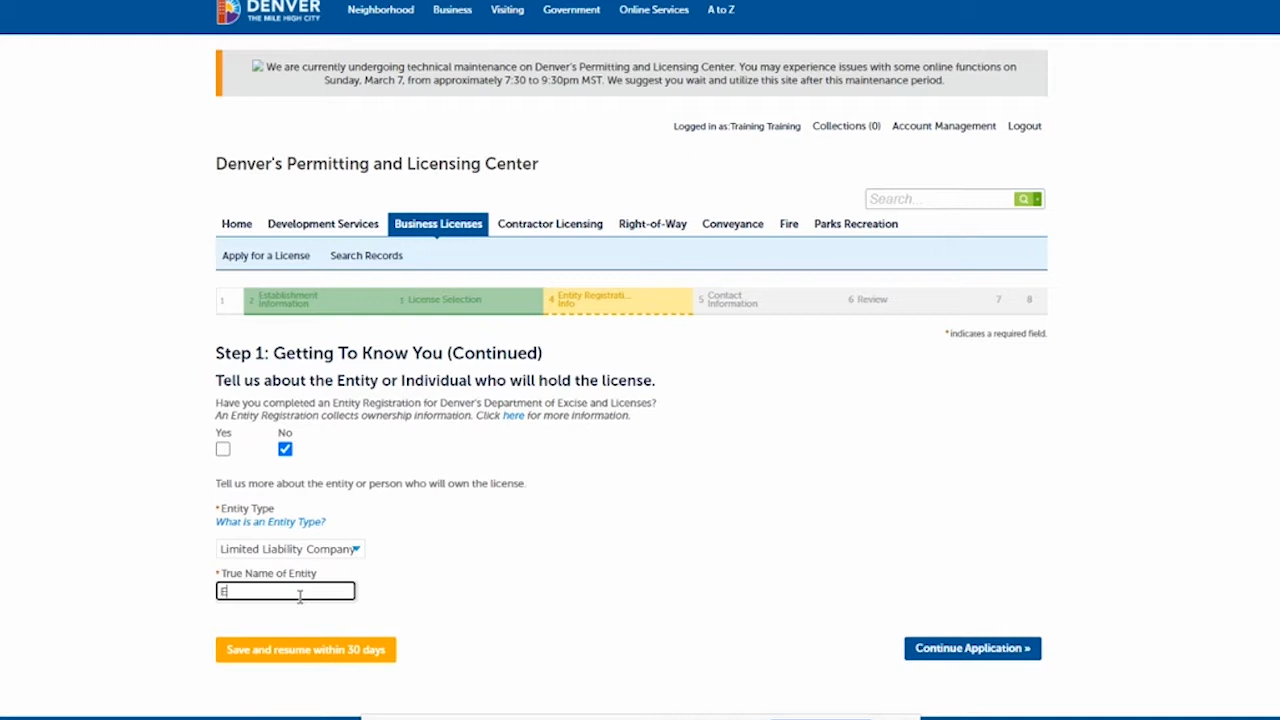 DENVER
THE MILE HIGH CITY
Neighborhood Business Visiting Government Online Services A to Z
We are currently undergoing technical maintenance on Denver's Permitting and Licensing Center. You may experience issues with some online functions on
Sunday, March 7, from approximately 7:30 to 9:30pm MST. We suggest you wait and utilize this site after this maintenance period.
Logged in as:Training Training Collections (0) Account Management Logout
Denver's Permitting and Licensing Center
Search...
Home Development Services Business Licenses Contractor Licensing Right-of-Way Conveyance Fire Parks Recreation
Apply for a License Search Records
1 2 Establishment Information 3 License Selection 4 Entity Registrati... Info 5 Contact Information 6 Review 7 8
* indicates a required field.
Step 1: Getting To Know You (Continued)
Tell us about the Entity or Individual who will hold the license.
Have you completed an Entity Registration for Denver's Department of Excise and Licenses?
An Entity Registration collects ownership information. Click here for more information.
Yes No
Tell us more about the entity or person who will own the license.
* Entity Type
What is an Entity Type?
Limited Liability Company
* True Name of Entity
E
Save and resume within 30 days Continue Application »